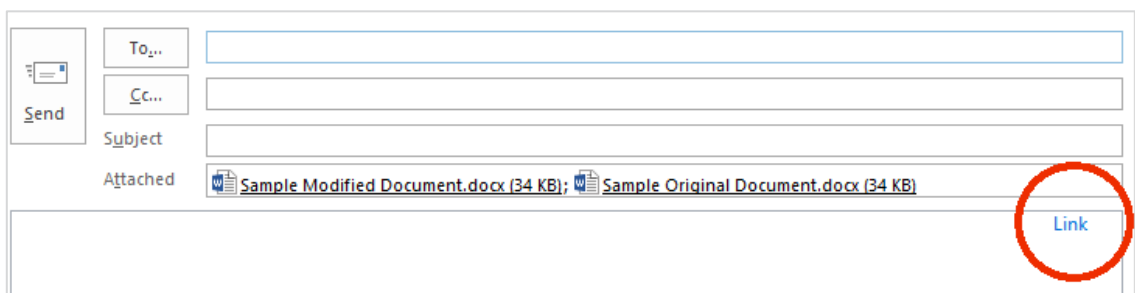 To...
Cc...
Send
Subject
Attached Sample Modified Document.docx (34 KB); Sample Original Document.docx (34 KB)
Link